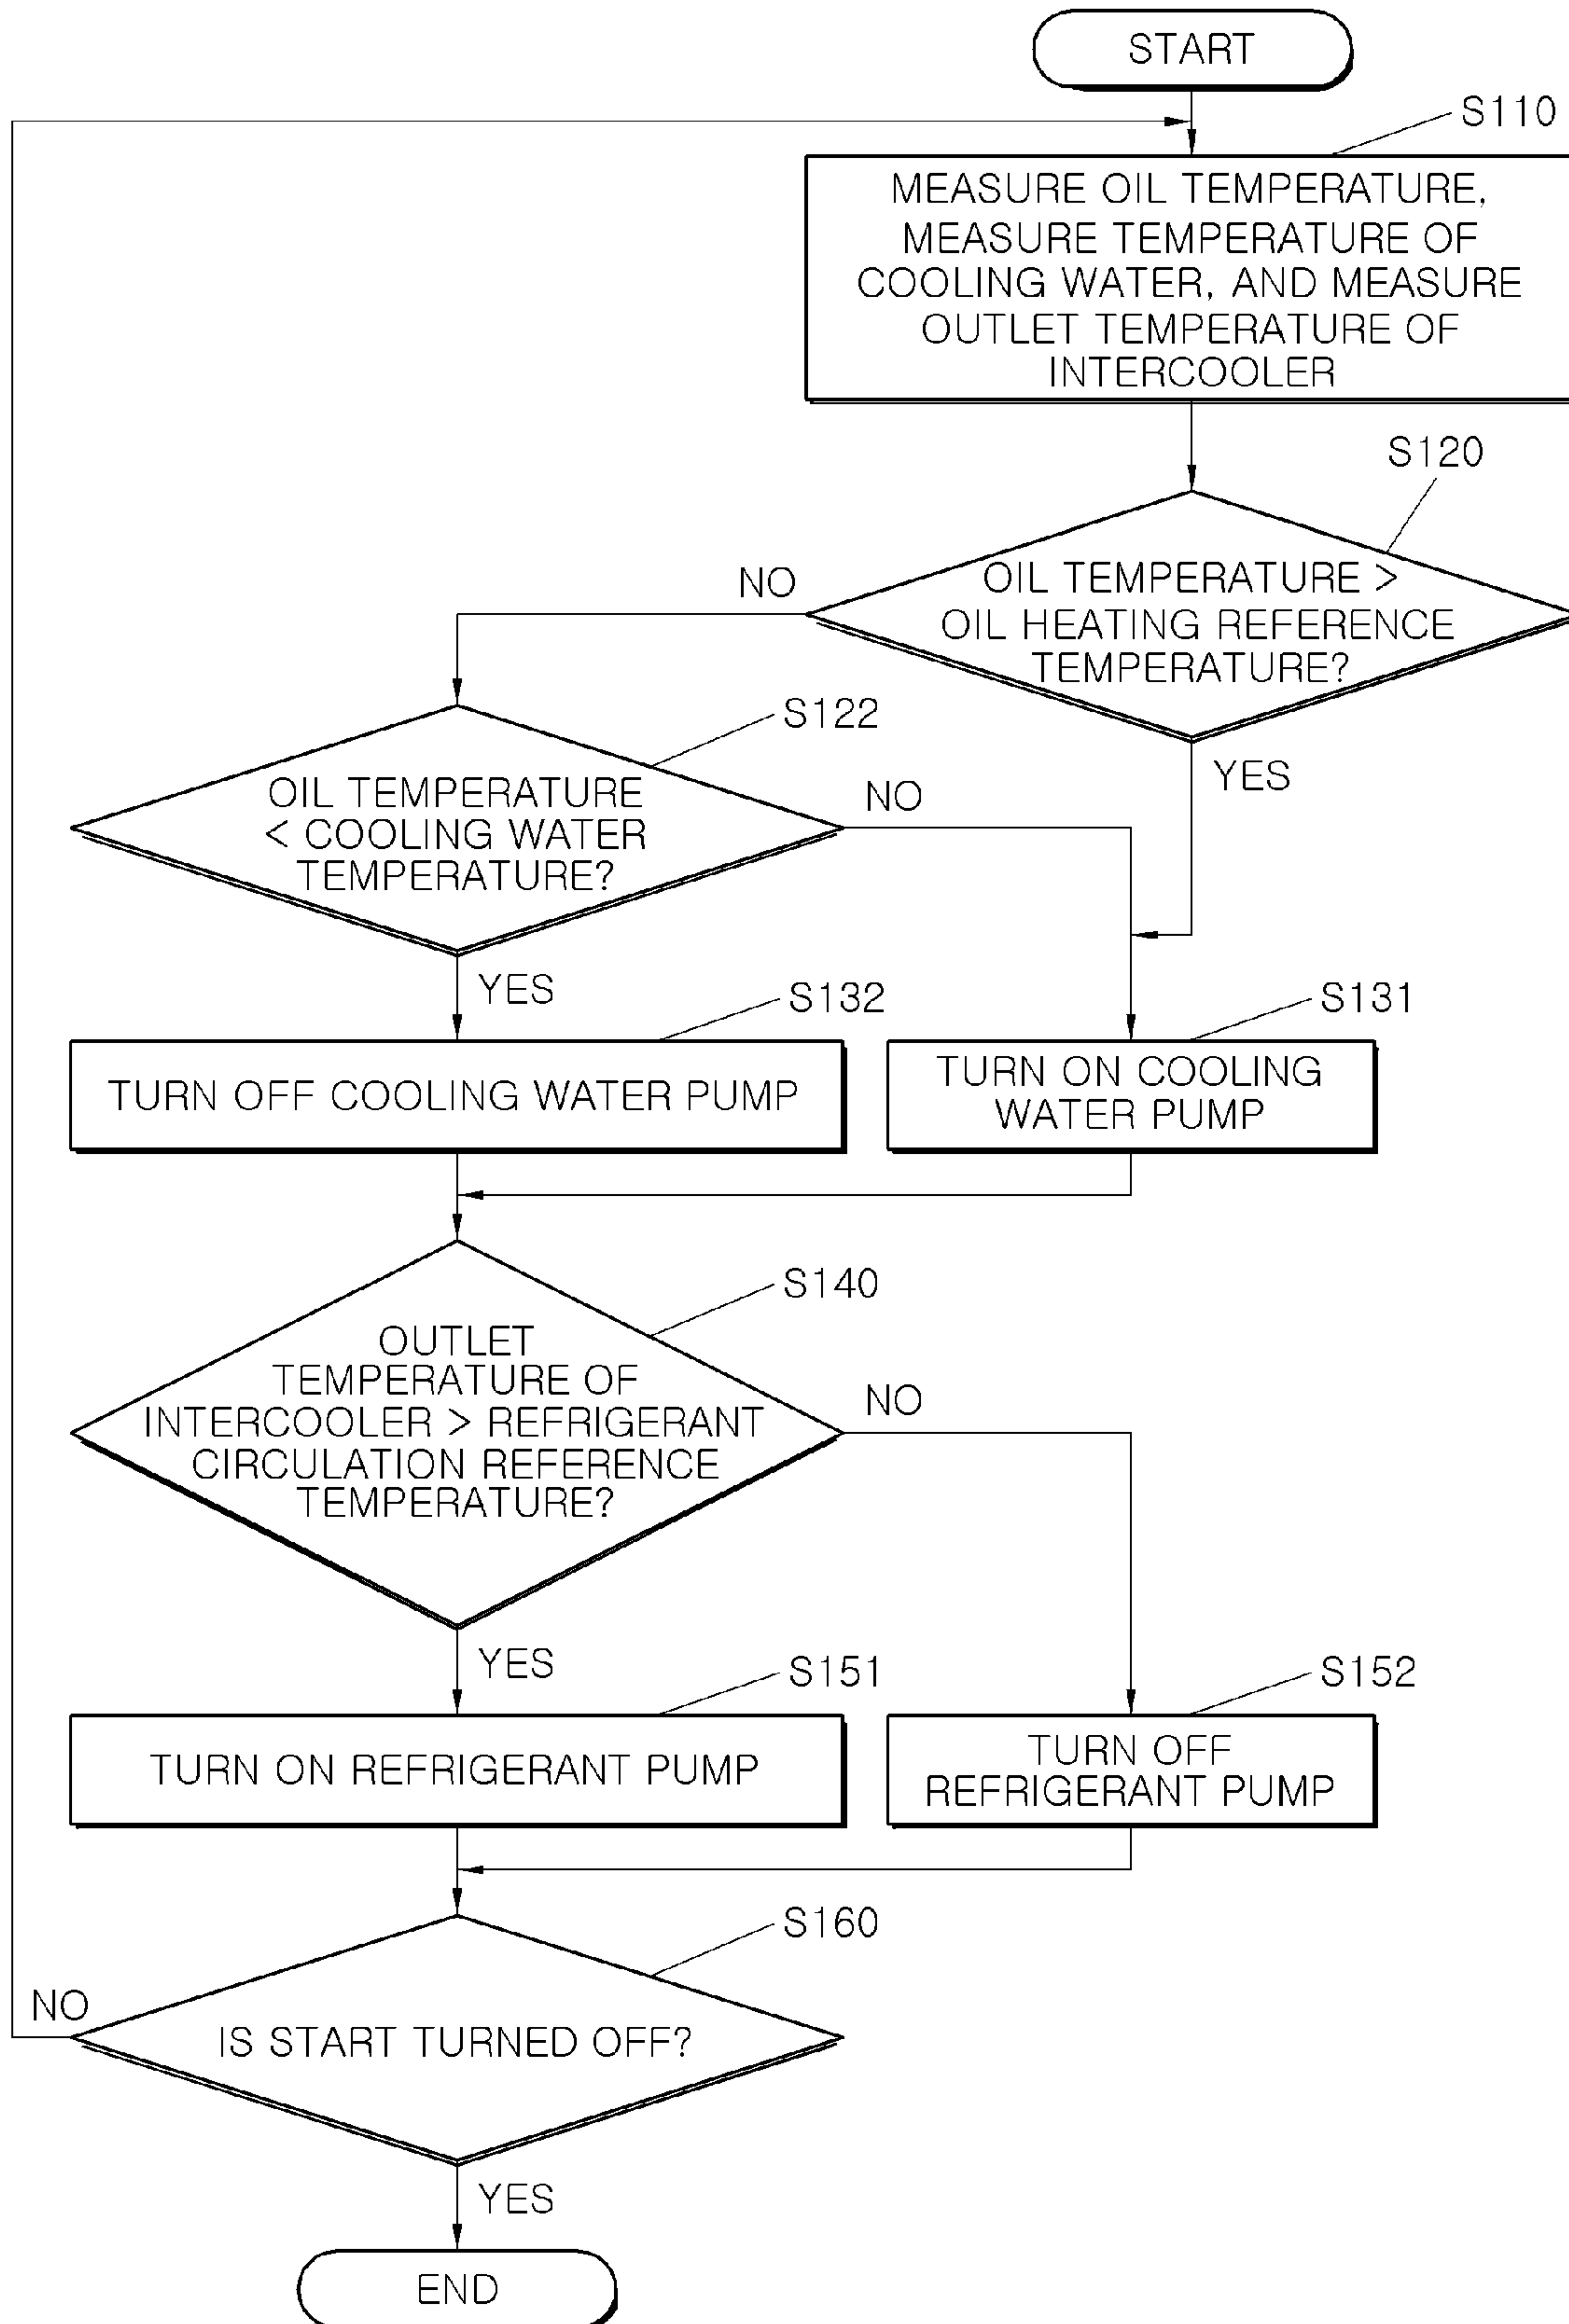 START
S110
MEASURE OIL TEMPERATURE,
MEASURE TEMPERATURE OF
COOLING WATER, AND MEASURE
OUTLET TEMPERATURE OF
INTERCOOLER
S120
OIL TEMPERATURE >
OIL HEATING REFERENCE
TEMPERATURE?
NO
YES
S122
OIL TEMPERATURE
< COOLING WATER
TEMPERATURE?
NO
YES
S132
TURN OFF COOLING WATER PUMP
S131
TURN ON COOLING
WATER PUMP
S140
OUTLET
TEMPERATURE OF
INTERCOOLER > REFRIGERANT
CIRCULATION REFERENCE
TEMPERATURE?
NO
YES
S151
TURN ON REFRIGERANT PUMP
S152
TURN OFF
REFRIGERANT PUMP
S160
IS START TURNED OFF?
NO
YES
END